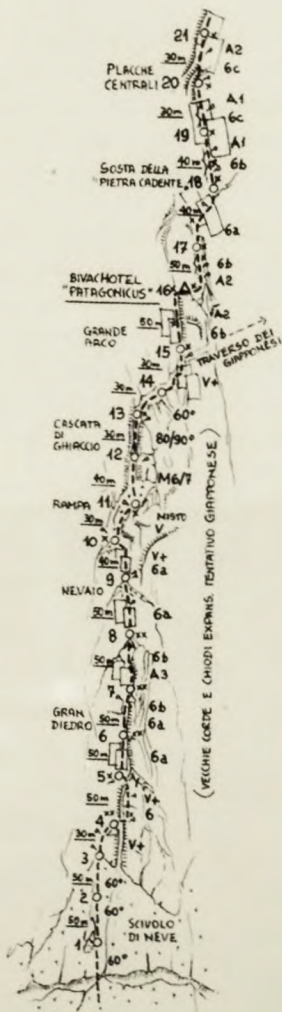 21
A2
PLACCHE
CENTRALI
20
6c
30m
A1
6c
19
A1
40m
6b
SOSTA DELLA
"PIETRA CADENTE"
18
40m
6a
17
50m
6b
A2
BIVACHOTEL
"PATAGONICUS"
16
A2
50m
6b
GRANDE
ARCO
15
TRAVERSO DEI
GIAPPONESI
30m
V+
14
30m
13
60°
CASCATA
DI
GHIACCIO
30m
80/90°
12
40m
M6/7
RAMPA
11
MISTO
V
30m
10
V+
40m
6a
9
NEVAIO
50m
6a
8
6b
50m
A3
7
6b
GRAN
DIEDRO
50m
6a
6
6a
50m
5
V+
50m
6
4
V+
30m
3
60°
50m
2
60°
50m
SCIVOLO
DI NEVE
1
60°
(VECCHIE CORDE E CHIODI EXPANS. TENTATIVO GIAPPONESE)